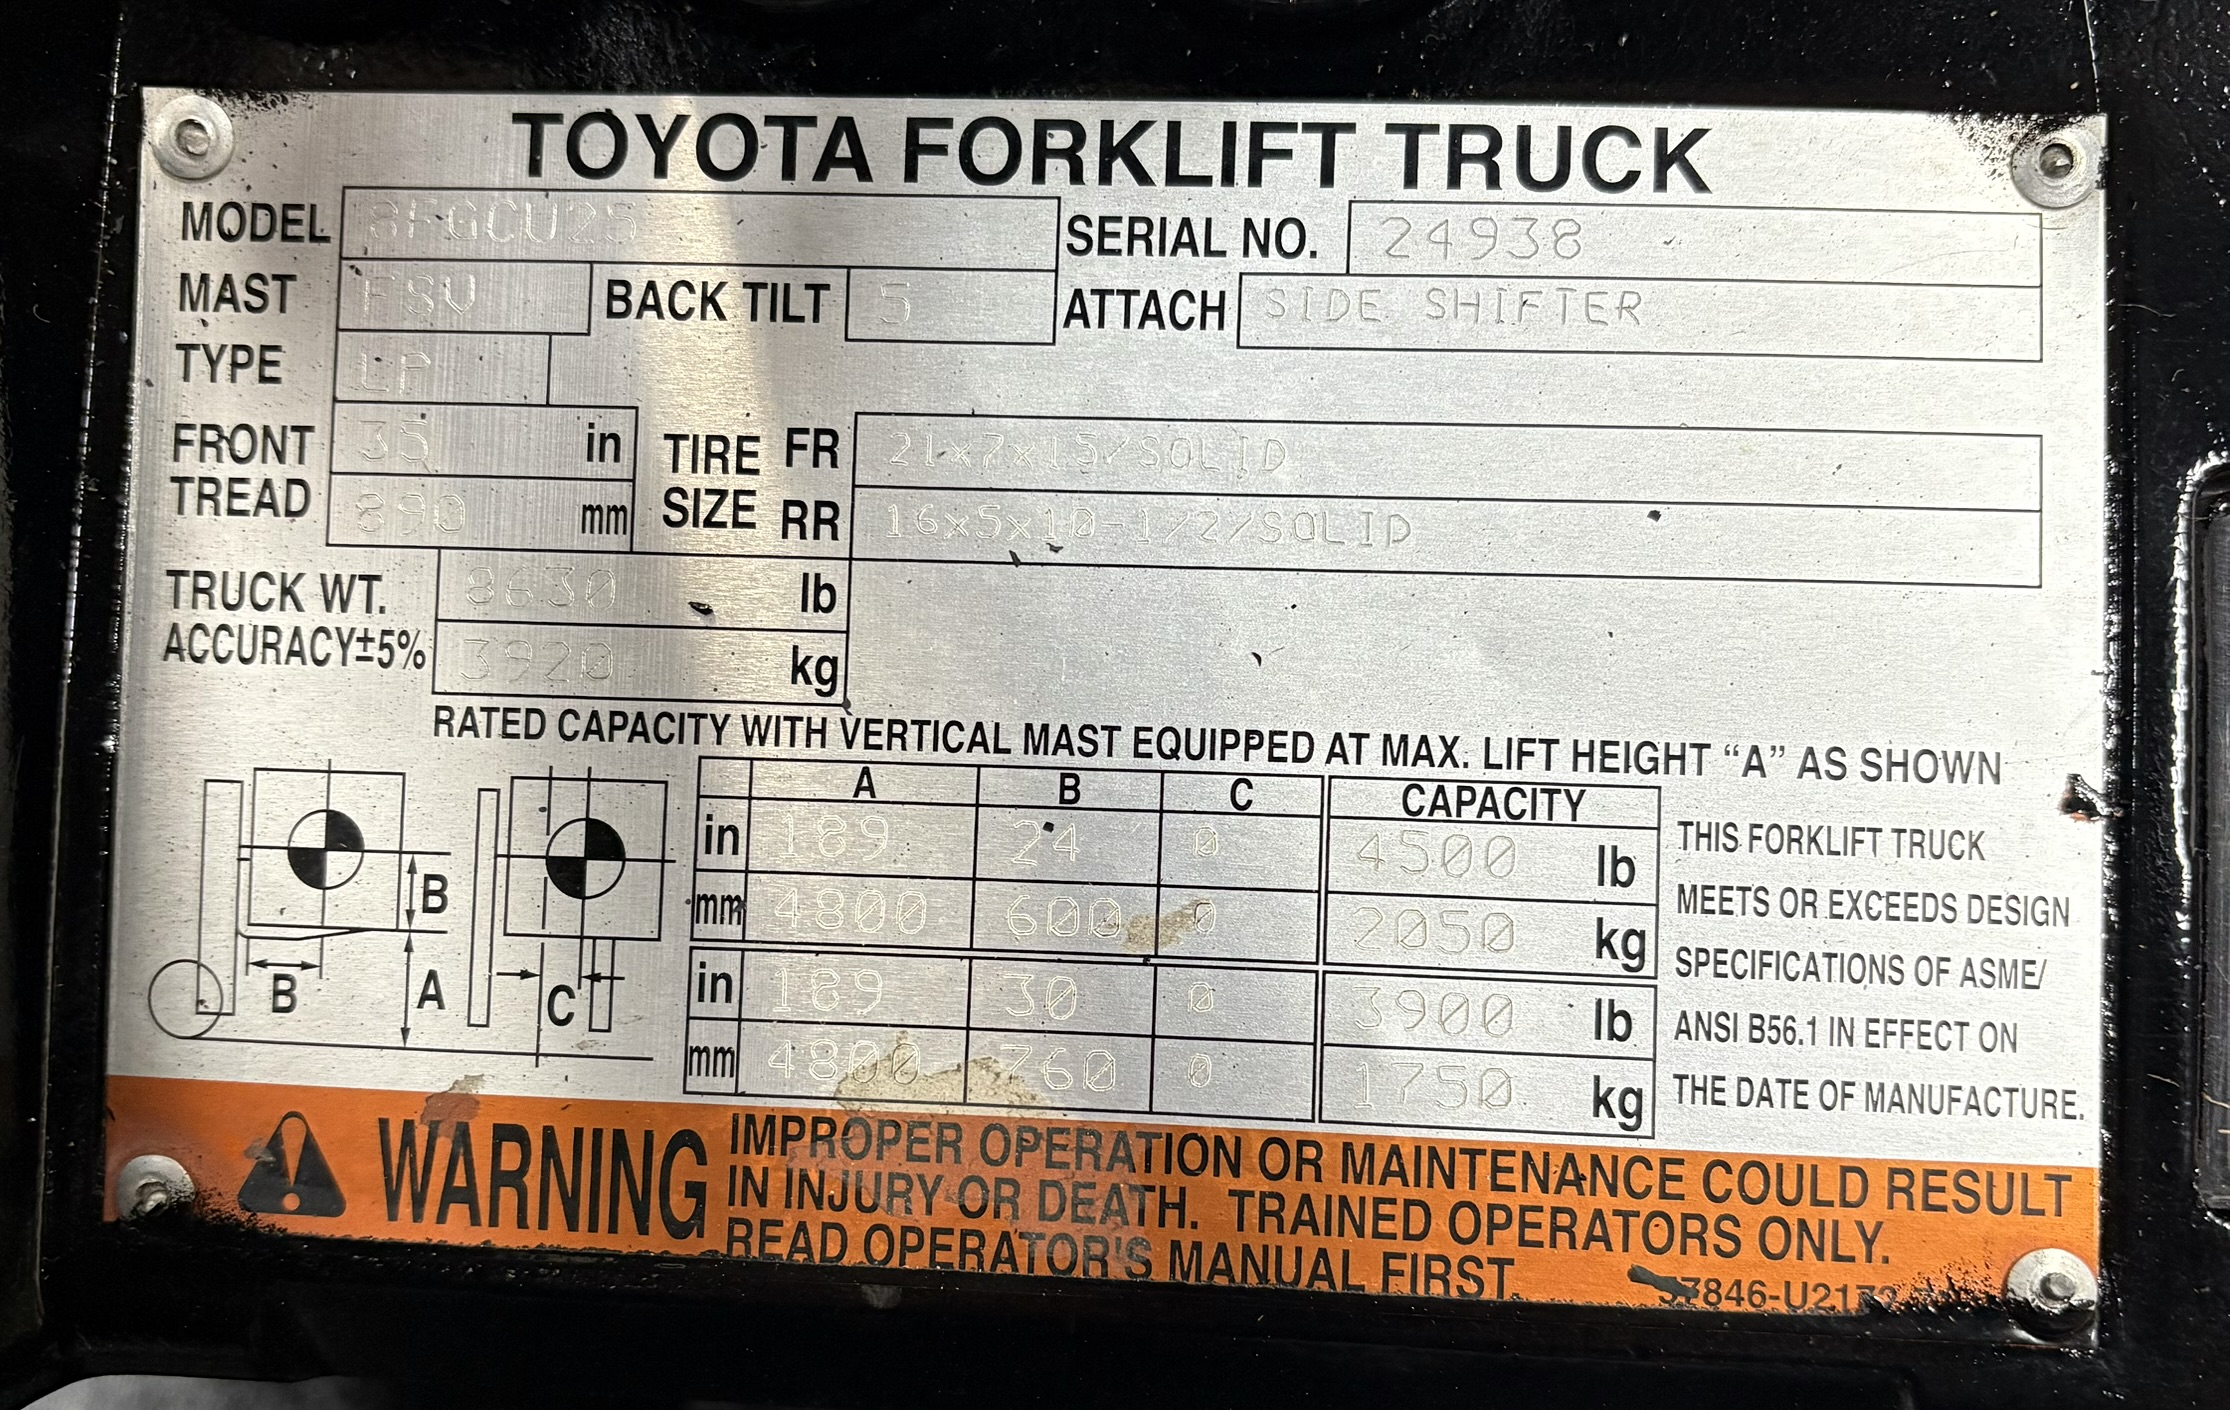 TOYOTA FORKLIFT TRUCK
MODEL 8FGCU25 SERIAL NO. 24938
MAST FSV BACK TILT 5 ATTACH SIDE SHIFTER
TYPE LP
FRONT TREAD 35 in TIRE SIZE FR 21x7x15/SOLID
890 mm RR 16x5x10-1/2/SOLID
TRUCK WT. 8630 lb
ACCURACY±5% 3920 kg
RATED CAPACITY WITH VERTICAL MAST EQUIPPED AT MAX. LIFT HEIGHT “A” AS SHOWN
A B C CAPACITY
in 189 24 0 4500 lb
mm 4800 600 0 2050 kg
in 189 30 0 3900 lb
mm 4800 760 0 1750 kg
B
B A C
THIS FORKLIFT TRUCK
MEETS OR EXCEEDS DESIGN
SPECIFICATIONS OF ASME/
ANSI B56.1 IN EFFECT ON
THE DATE OF MANUFACTURE.
WARNING
IMPROPER OPERATION OR MAINTENANCE COULD RESULT
IN INJURY OR DEATH. TRAINED OPERATORS ONLY.
READ OPERATOR'S MANUAL FIRST.